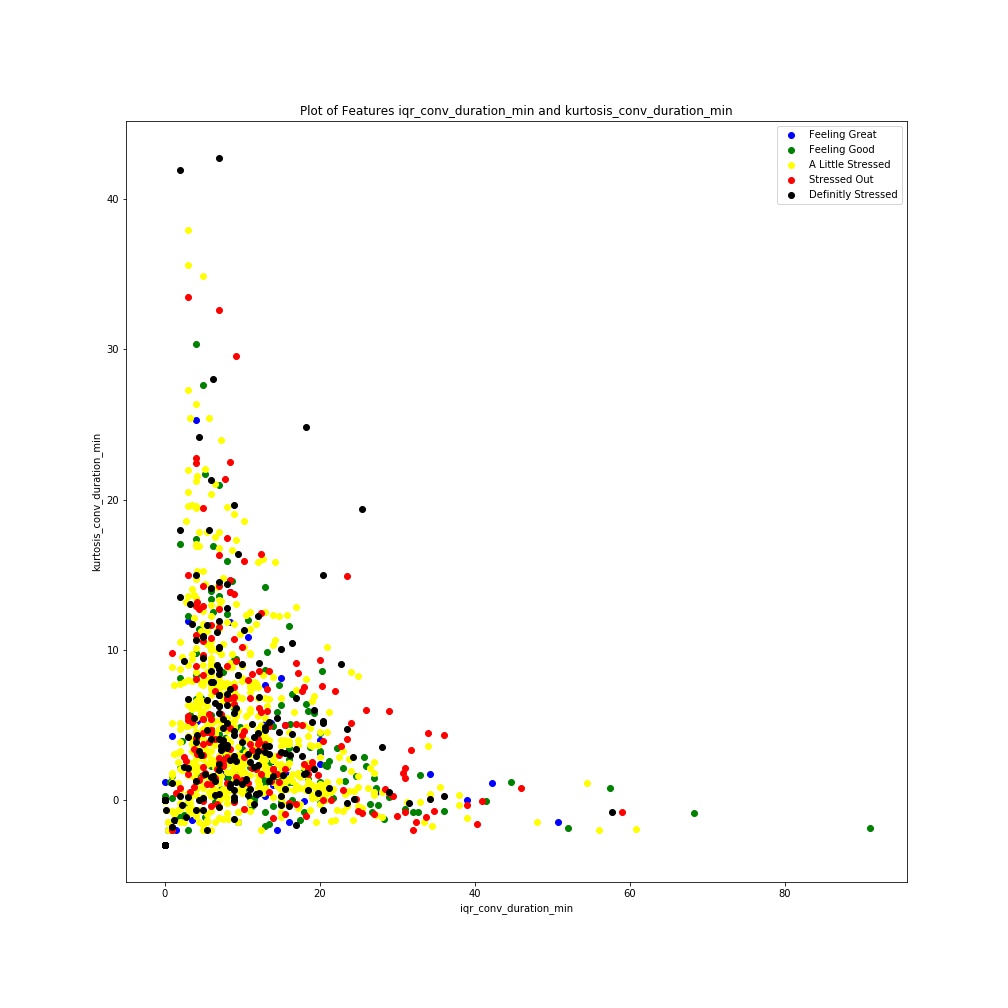 Plot of Features iqr_conv_duration_min and kurtosis_conv_duration_min
Feeling Great
Feeling Good
A Little Stressed
Stressed Out
Definitly Stressed
kurtosis_conv_duration_min
40
30
20
10
0
0 20 40 60 80
iqr_conv_duration_min